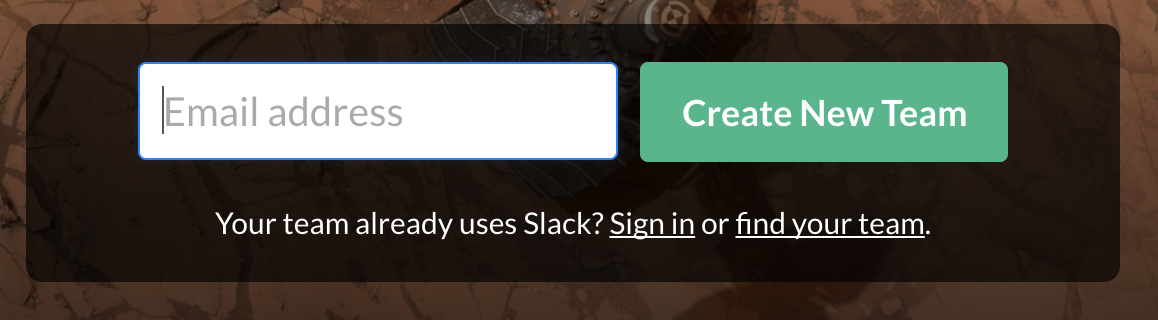 Email address
Create New Team
Your team already uses Slack? Sign in or find your team.